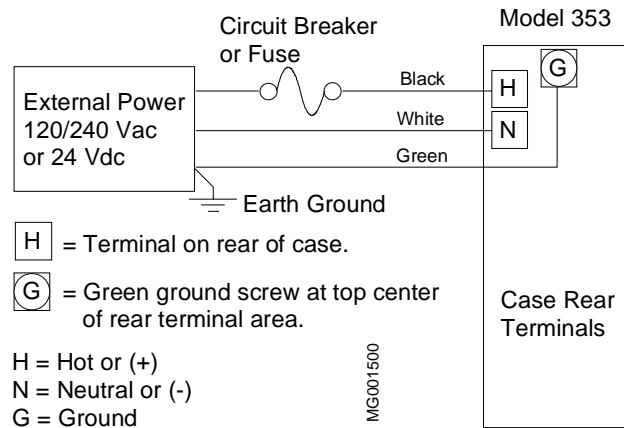 Model 353
Circuit Breaker
or Fuse
External Power
120/240 Vac
or 24 Vdc
Black
White
Green
H
N
G
Earth Ground
H = Terminal on rear of case.
G = Green ground screw at top center
of rear terminal area.
Case Rear
Terminals
H = Hot or (+)
N = Neutral or (-)
G = Ground
MG001500